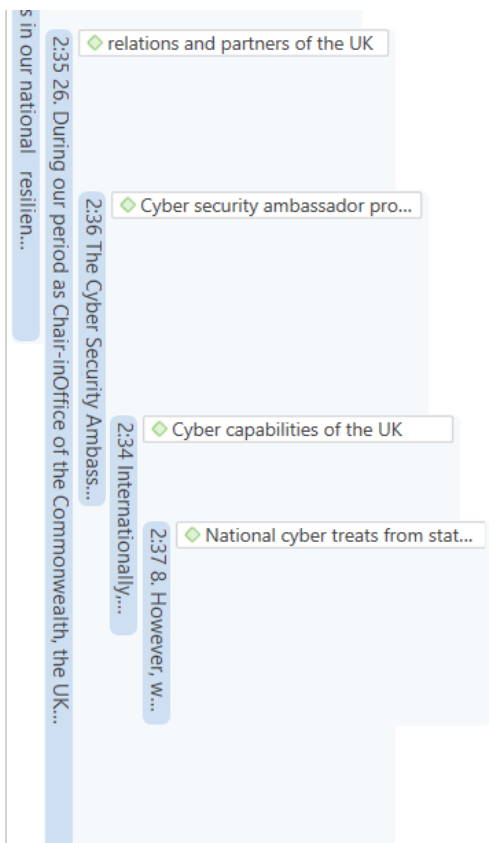 s in our national resilien...
2:35 26. During our period as Chair-inOffice of the Commonwealth, the UK...
relations and partners of the UK
2:36 The Cyber Security Ambass...
Cyber security ambassador pro...
2:34 Internationally,...
Cyber capabilities of the UK
2:37 8. However, w...
National cyber treats from stat...